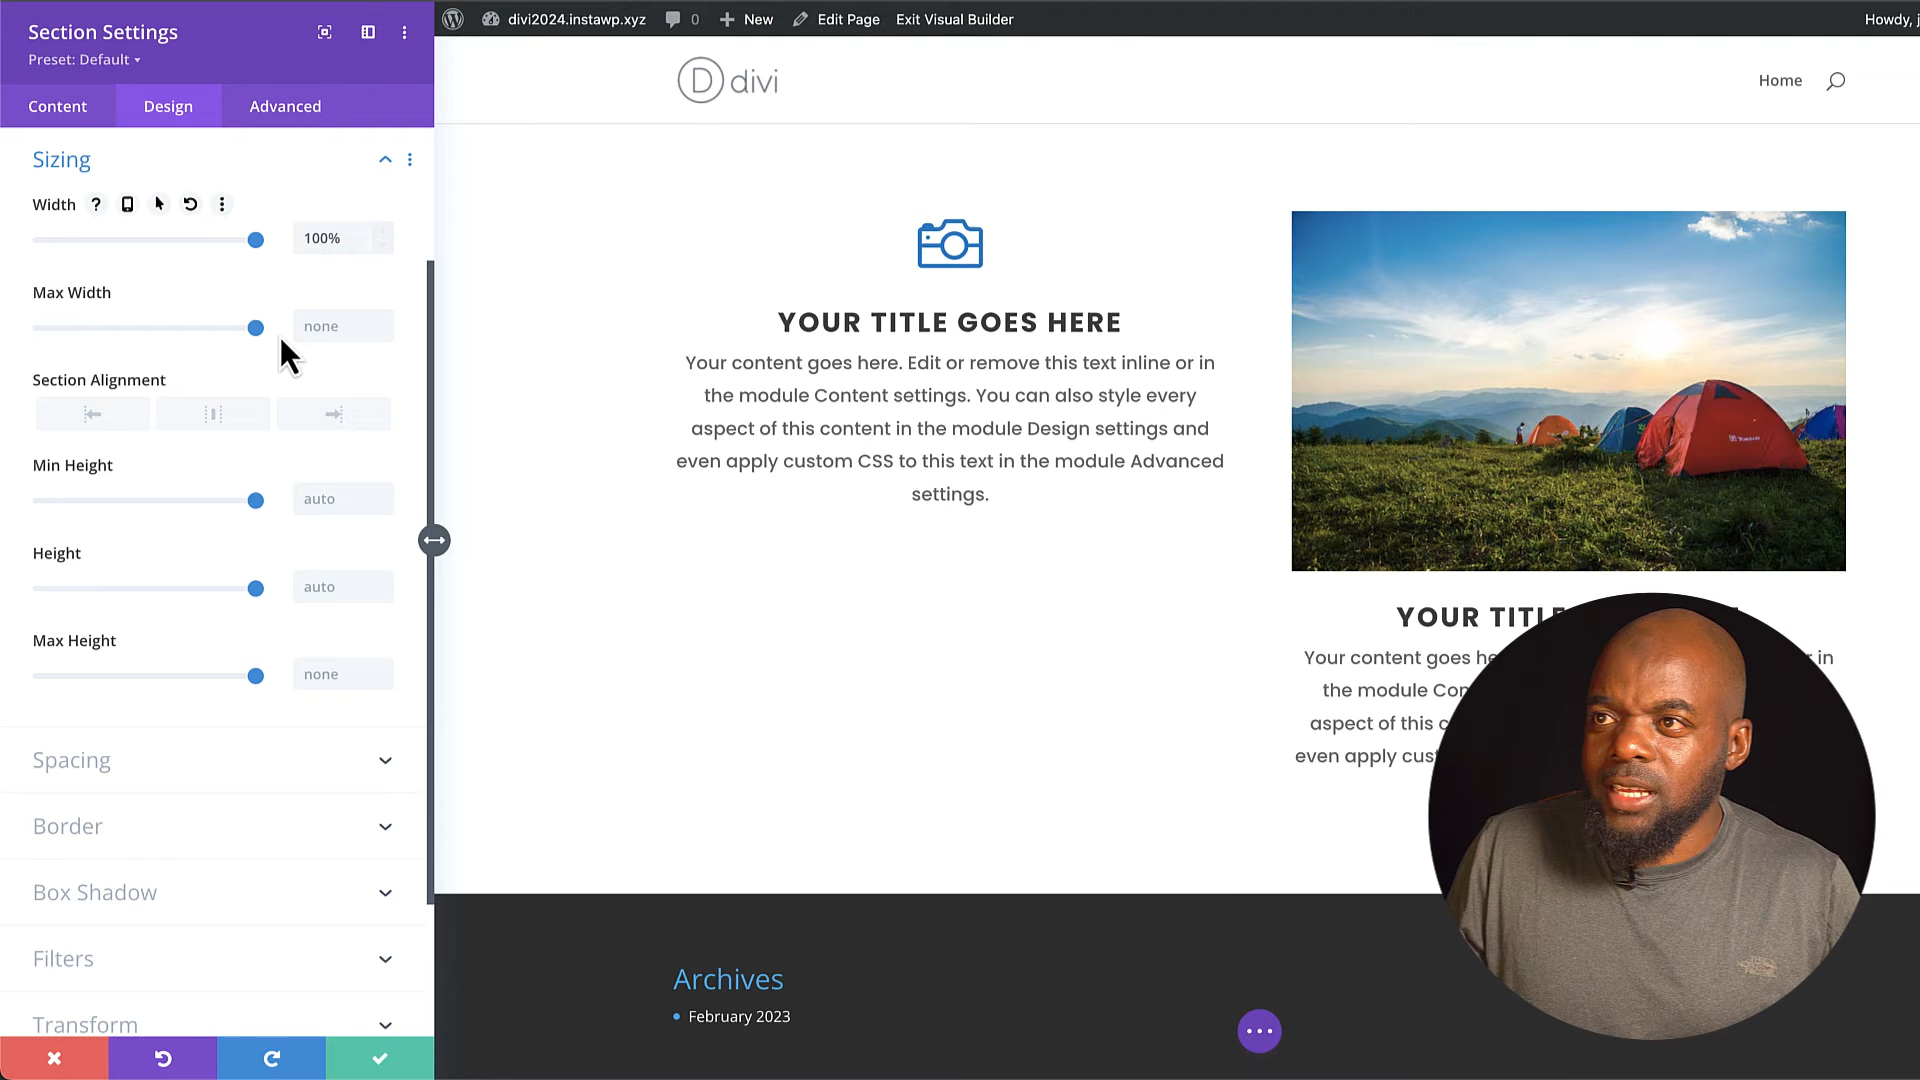 Section Settings
Preset: Default
Content
Design
Advanced
Sizing
Width ?
100%
Max Width
none
Section Alignment
Min Height
auto
Height
auto
Max Height
none
Spacing
Border
Box Shadow
Filters
Transform
divi2024.instawp.xyz
0
New
Edit Page
Exit Visual Builder
Howdy, j
D divi
Home
YOUR TITLE GOES HERE
Your content goes here. Edit or remove this text inline or in
the module Content settings. You can also style every
aspect of this content in the module Design settings and
even apply custom CSS to this text in the module Advanced
settings.
YOUR TITLE
Your content goes he
in
the module Con
aspect of this c
even apply cus
Archives
February 2023